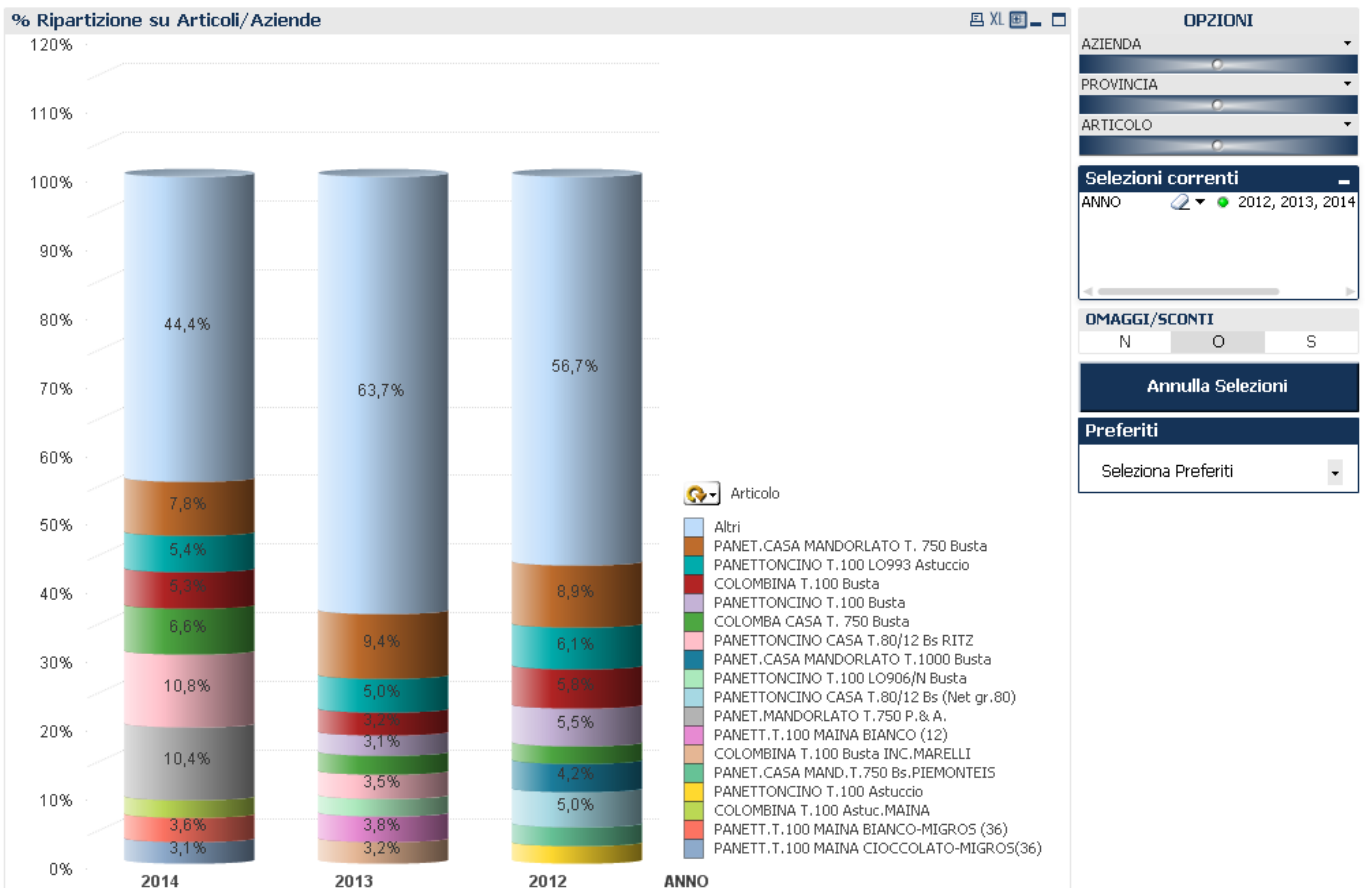 % Ripartizione su Articoli/Aziende
XL
120%
110%
100%
90%
80%
70%
60%
50%
40%
30%
20%
10%
0%
44,4%
7,8%
5,4%
5,3%
6,6%
10,8%
10,4%
3,6%
3,1%
63,7%
9,4%
5,0%
3,2%
3,1%
3,5%
3,8%
3,2%
56,7%
8,9%
6,1%
5,8%
5,5%
4,2%
5,0%
2014 2013 2012 ANNO
Articolo
Altri
PANET.CASA MANDORLATO T. 750 Busta
PANETTONCINO T.100 LO993 Astuccio
COLOMBINA T.100 Busta
PANETTONCINO T.100 Busta
COLOMBA CASA T. 750 Busta
PANETTONCINO CASA T.80/12 Bs RITZ
PANET.CASA MANDORLATO T.1000 Busta
PANETTONCINO T.100 LO906/N Busta
PANETTONCINO CASA T.80/12 Bs (Net gr.80)
PANET.MANDORLATO T.750 P.& A.
PANETT.T.100 MAINA BIANCO (12)
COLOMBINA T.100 Busta INC.MARELLI
PANET.CASA MAND.T.750 Bs.PIEMONTEIS
PANETTONCINO T.100 Astuccio
COLOMBINA T.100 Astuc.MAINA
PANETT.T.100 MAINA BIANCO-MIGROS (36)
PANETT.T.100 MAINA CIOCCOLATO-MIGROS(36)
OPZIONI
AZIENDA
PROVINCIA
ARTICOLO
Selezioni correnti
ANNO 2012, 2013, 2014
OMAGGI/SCONTI
N O S
Annulla Selezioni
Preferiti
Seleziona Preferiti